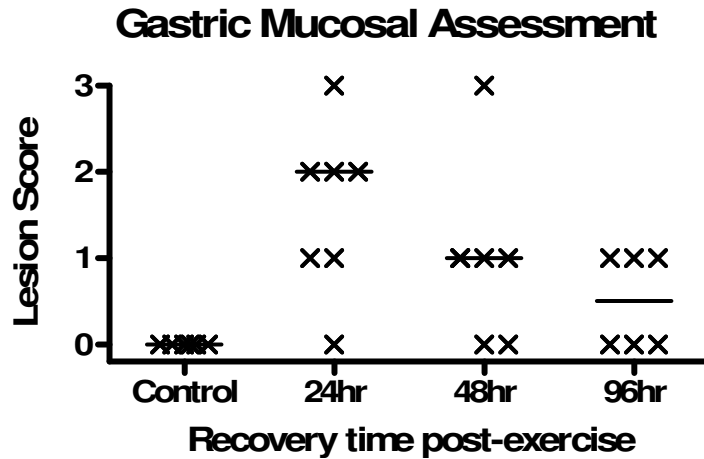 Gastric Mucosal Assessment
Lesion Score
3
2
1
0
Control 24hr 48hr 96hr
Recovery time post-exercise